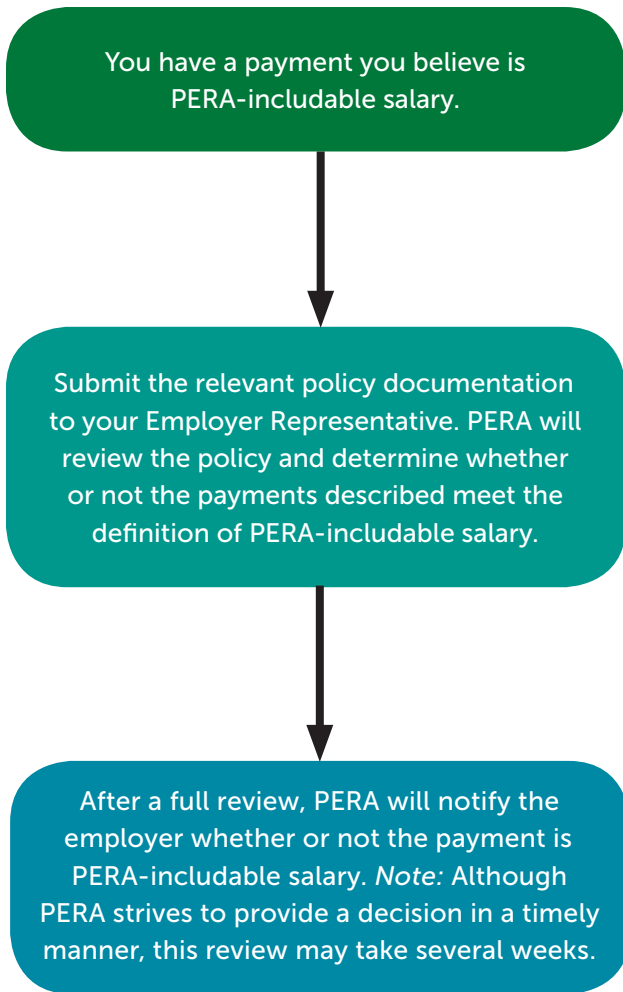 You have a payment you believe is
PERA-includable salary.
Submit the relevant policy documentation
to your Employer Representative. PERA will
review the policy and determine whether
or not the payments described meet the
definition of PERA-includable salary.
After a full review, PERA will notify the
employer whether or not the payment is
PERA-includable salary. Note: Although
PERA strives to provide a decision in a timely
manner, this review may take several weeks.